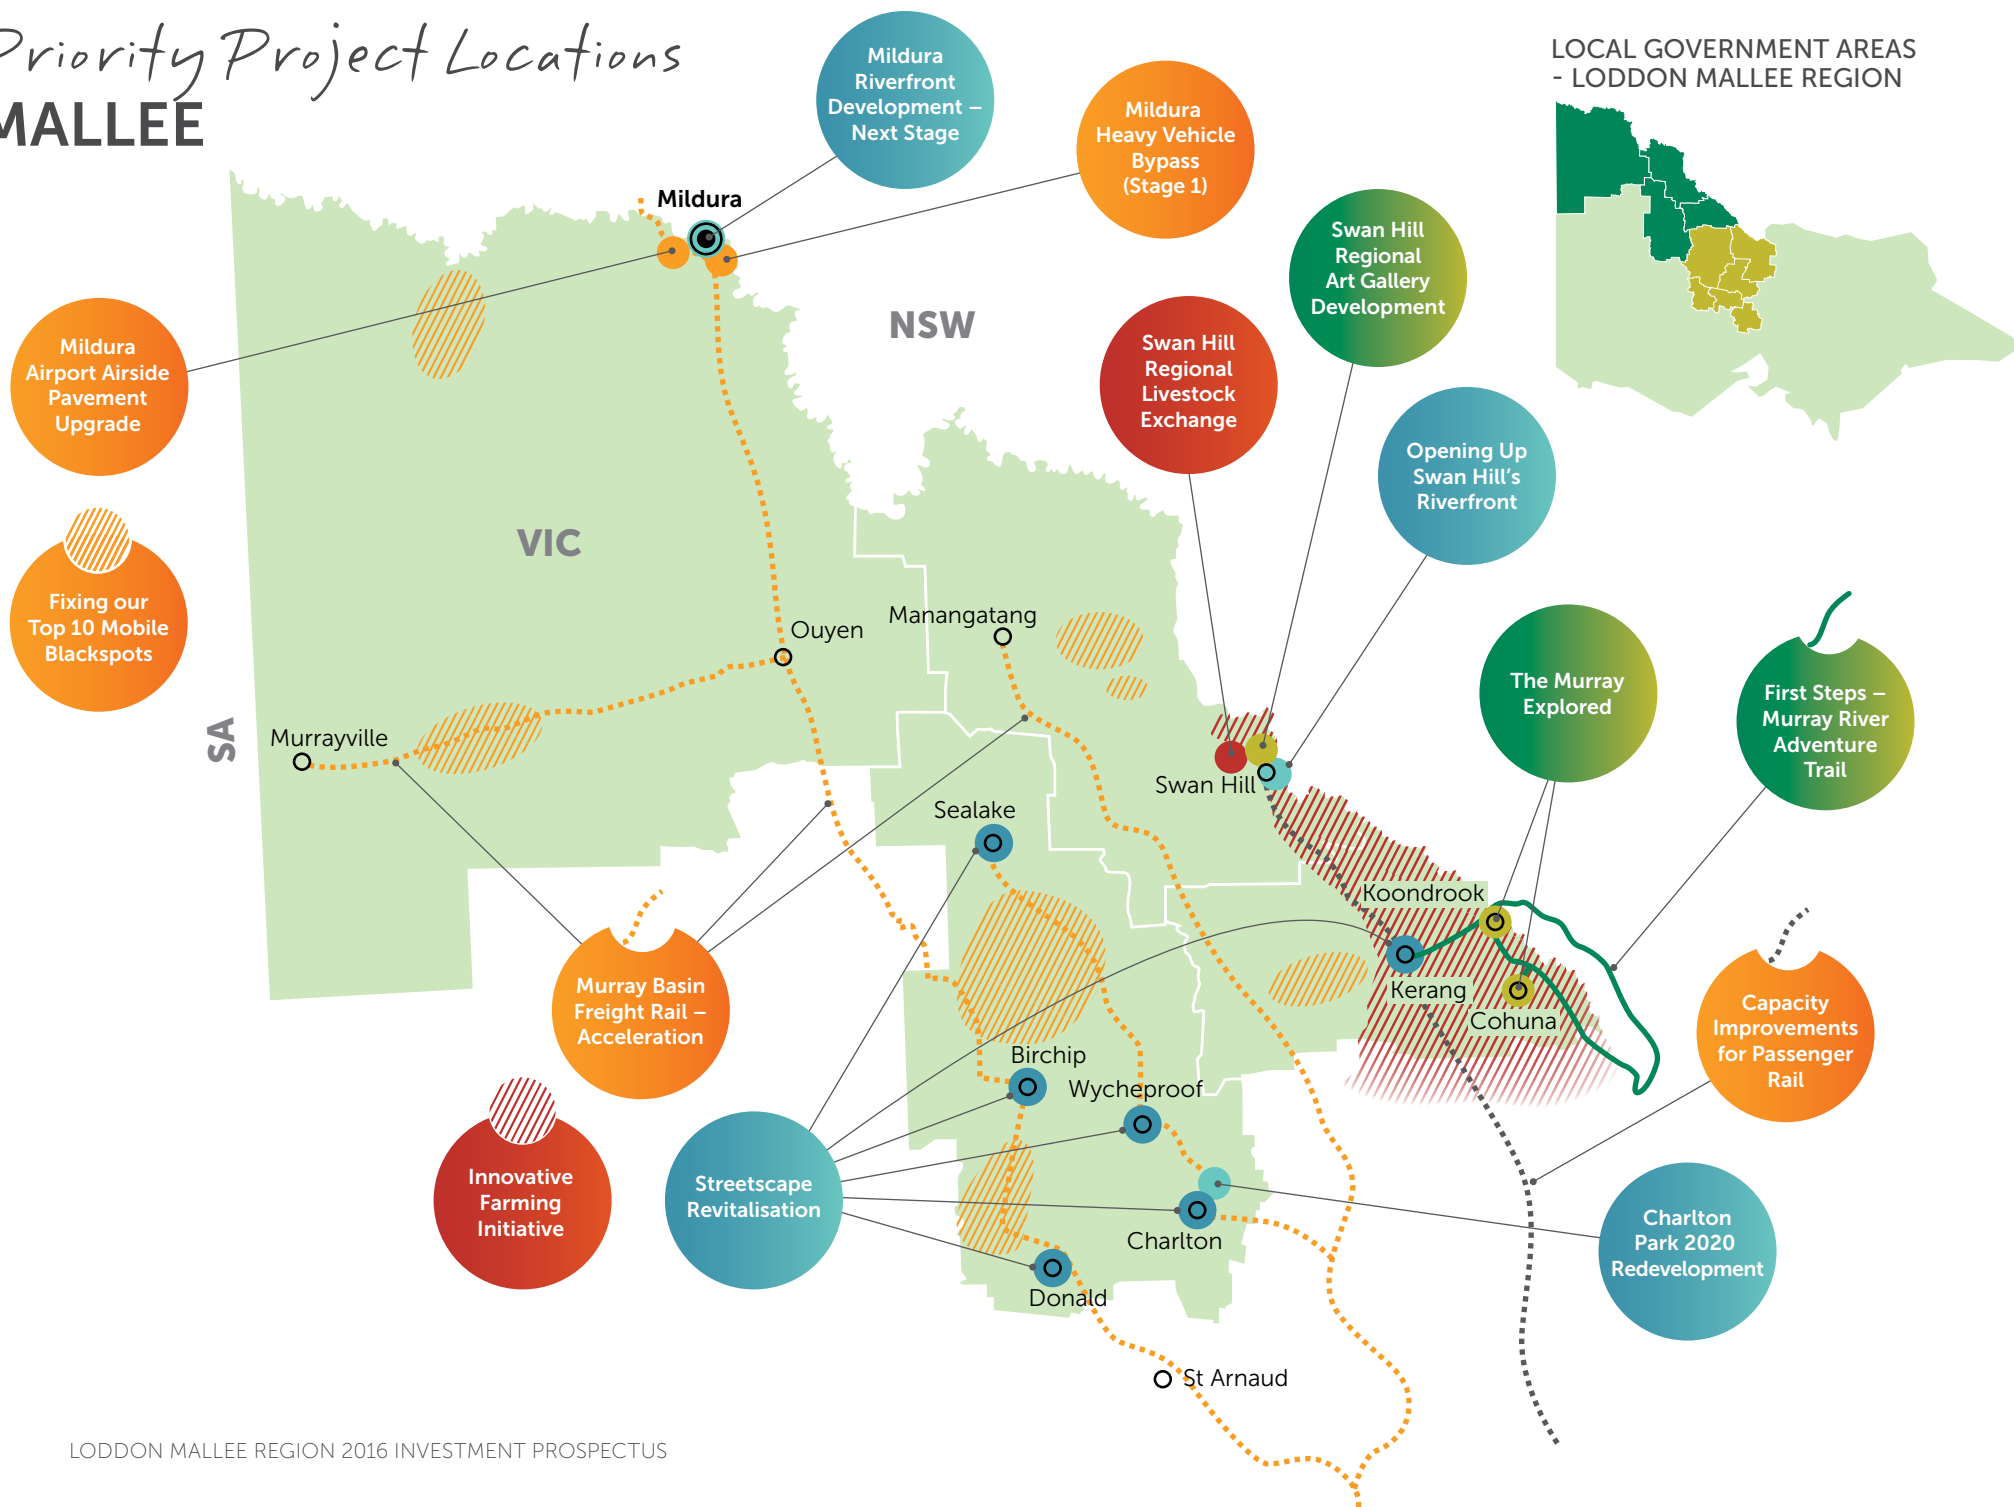 Priority Project Locations
MALLEE
LOCAL GOVERNMENT AREAS
- LODDON MALLEE REGION
Mildura
Riverfront
Development –
Next Stage
Mildura
Heavy Vehicle
Bypass
(Stage 1)
Mildura
Swan Hill
Regional
Art Gallery
Development
NSW
Swan Hill
Regional
Livestock
Exchange
Mildura
Airport Airside
Pavement
Upgrade
Opening Up
Swan Hill's
Riverfront
VIC
Fixing our
Top 10 Mobile
Blackspots
Ouyen
Manangatang
The Murray
Explored
First Steps –
Murray River
Adventure
Trail
SA
Murrayville
Swan Hill
Sealake
Koondrook
Kerang
Cohuna
Murray Basin
Freight Rail –
Acceleration
Capacity
Improvements
for Passenger
Rail
Birchip
Wycheproof
Innovative
Farming
Initiative
Streetscape
Revitalisation
Charlton
Charlton
Park 2020
Redevelopment
Donald
St Arnaud
LODDON MALLEE REGION 2016 INVESTMENT PROSPECTUS